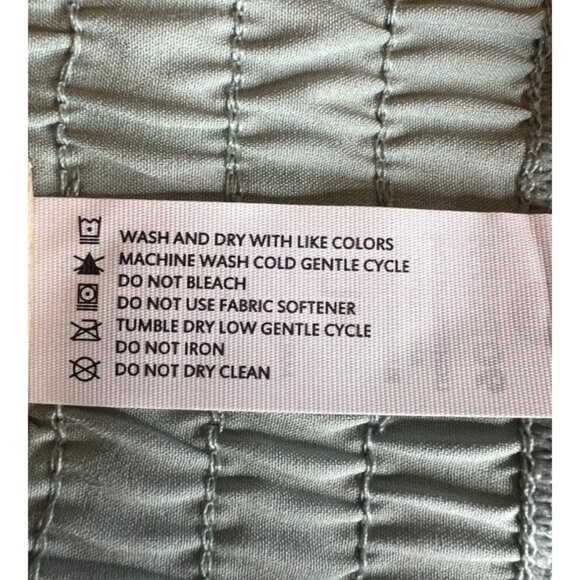 WASH AND DRY WITH LIKE COLORS
MACHINE WASH COLD GENTLE CYCLE
DO NOT BLEACH
DO NOT USE FABRIC SOFTENER
TUMBLE DRY LOW GENTLE CYCLE
DO NOT IRON
DO NOT DRY CLEAN